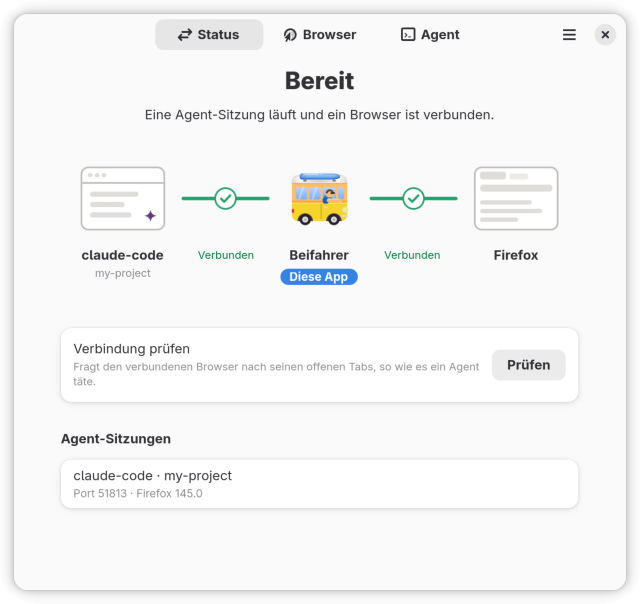 Status
Browser
Agent
Bereit
Eine Agent-Sitzung läuft und ein Browser ist verbunden.
claude-code
my-project
Verbunden
Beifahrer
Diese App
Verbunden
Firefox
Verbindung prüfen
Fragt den verbundenen Browser nach seinen offenen Tabs, so wie es ein Agent
täte.
Prüfen
Agent-Sitzungen
claude-code · my-project
Port 51813 · Firefox 145.0